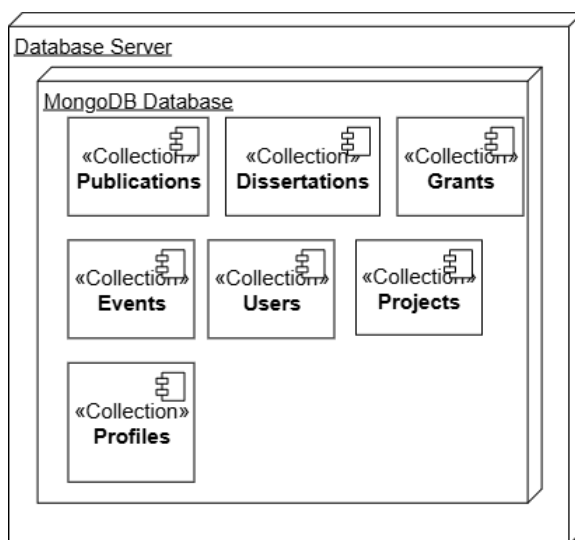 Database Server
MongoDB Database
«Collection»
Publications
«Collection»
Dissertations
«Collection»
Grants
«Collection»
Events
«Collection»
Users
«Collection»
Projects
«Collection»
Profiles